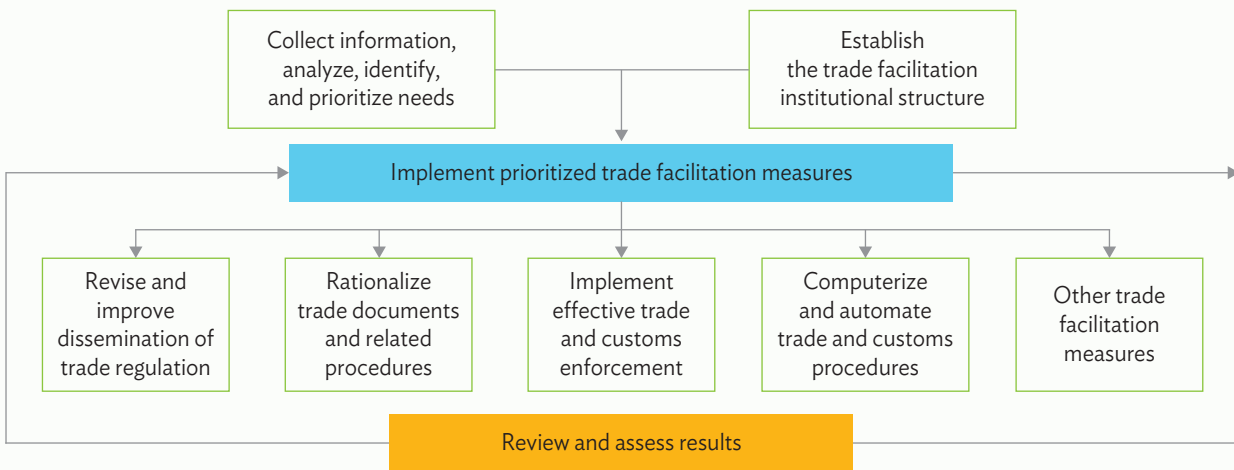 Collect information,
analyze, identify,
and prioritize needs
Establish
the trade facilitation
institutional structure
Implement prioritized trade facilitation measures
Revise and
improve
dissemination of
trade regulation
Rationalize
trade documents
and related
procedures
Implement
effective trade
and customs
enforcement
Computerize
and automate
trade and customs
procedures
Other trade
facilitation
measures
Review and assess results